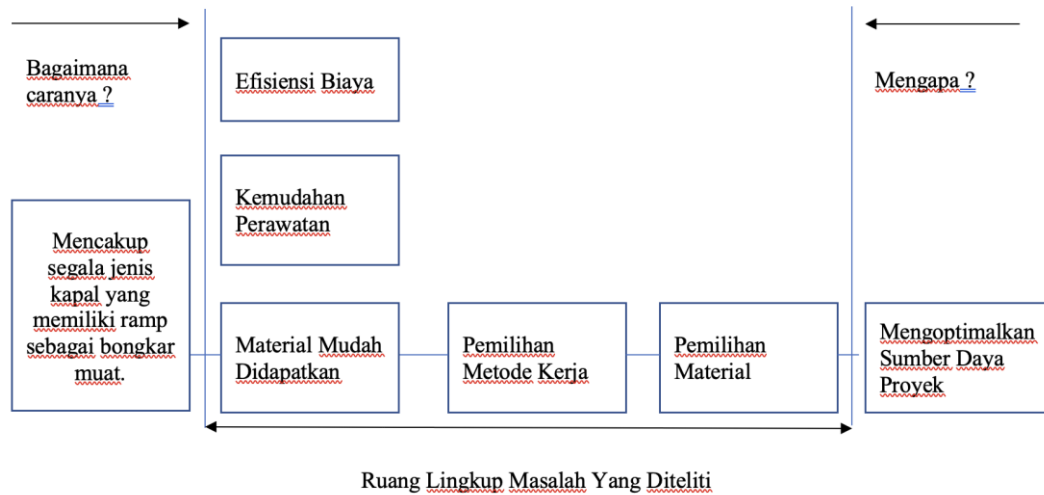 Bagaimana
caranya ?
Efisiensi Biaya
Mengapa ?
Kemudahan
Perawatan
Mencakup
segala jenis
kapal yang
memiliki ramp
sebagai bongkar
muat.
Material Mudah
Didapatkan
Pemilihan
Metode Kerja
Pemilihan
Material
Mengoptimalkan
Sumber Daya
Proyek
Ruang Lingkup Masalah Yang Diteliti